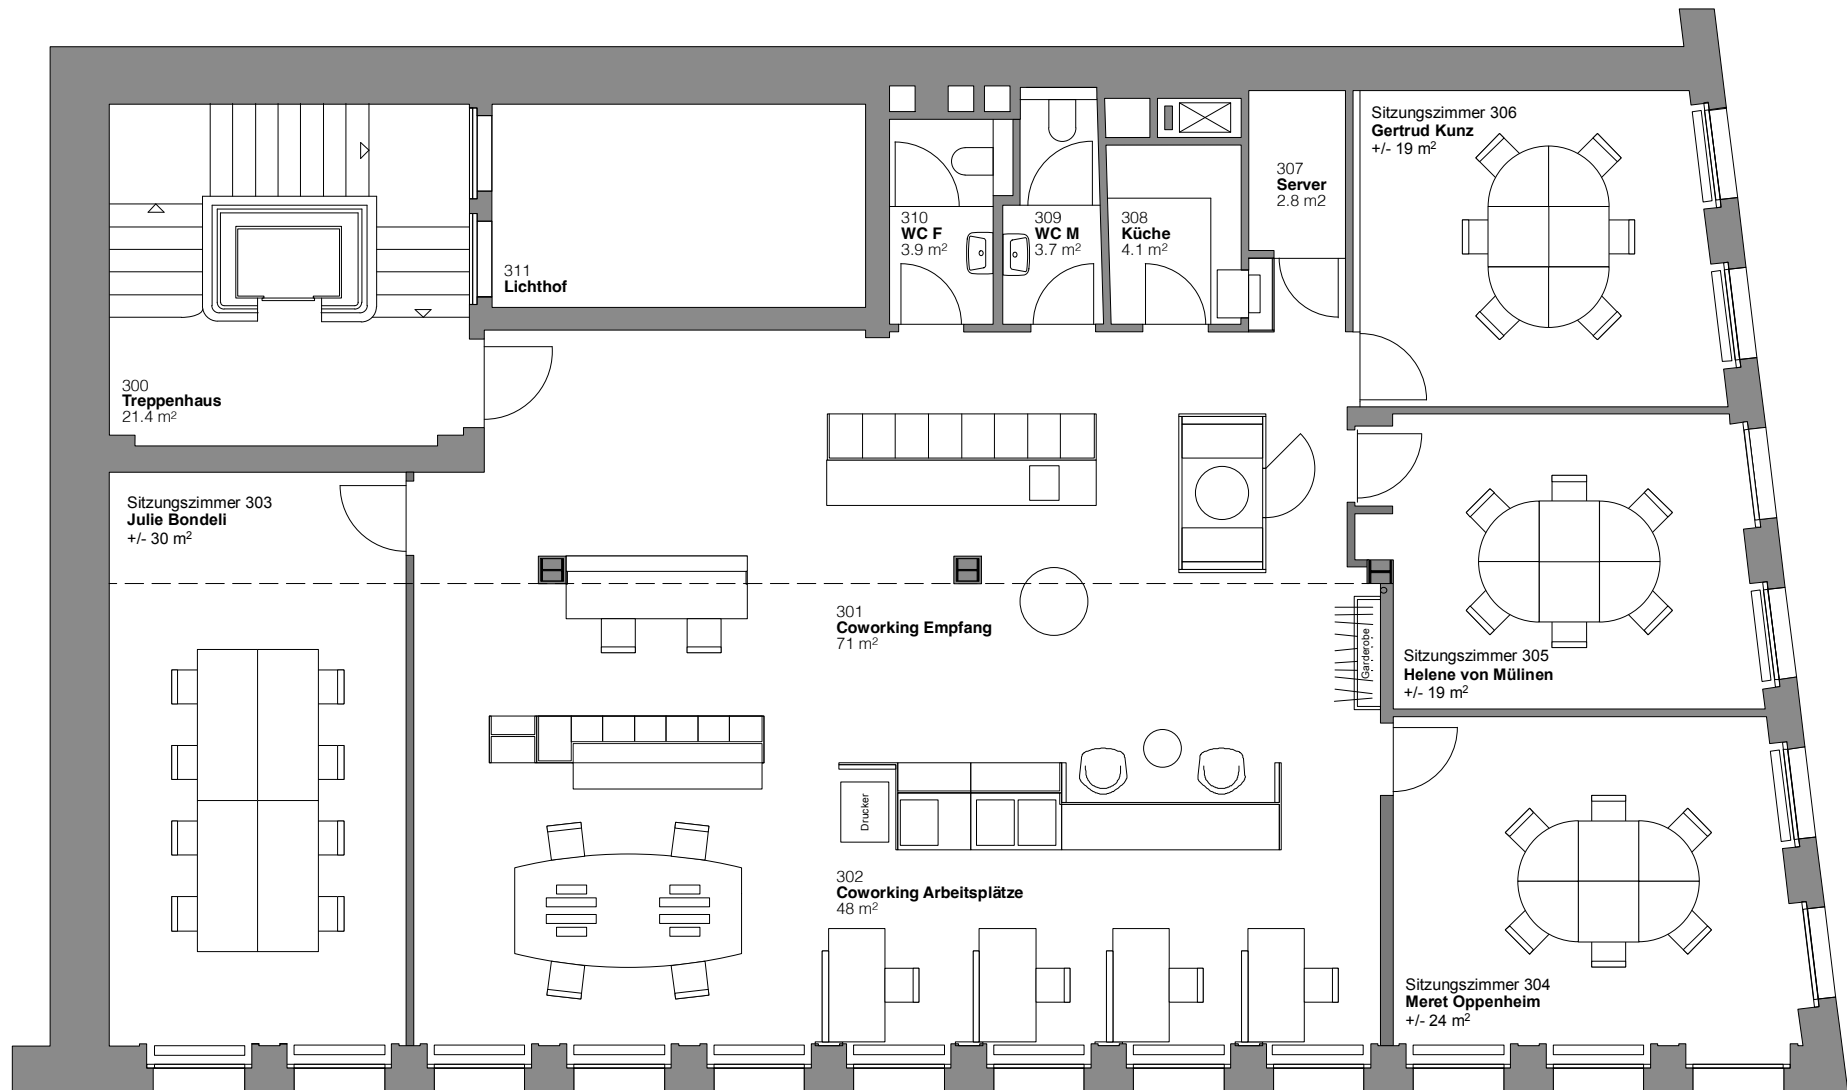 Sitzungszimmer 306
Gertrud Kunz
+/- 19 m²
307
Server
2.8 m2
310
WC F
3.9 m²
309
WC M
3.7 m²
308
Küche
4.1 m²
311
Lichthof
300
Treppenhaus
21.4 m²
Sitzungszimmer 303
Julie Bondeli
+/- 30 m²
301
Coworking Empfang
71 m²
Garderobe
Sitzungszimmer 305
Helene von Mülinen
+/- 19 m²
Drucker
302
Coworking Arbeitsplätze
48 m²
Sitzungszimmer 304
Meret Oppenheim
+/- 24 m²